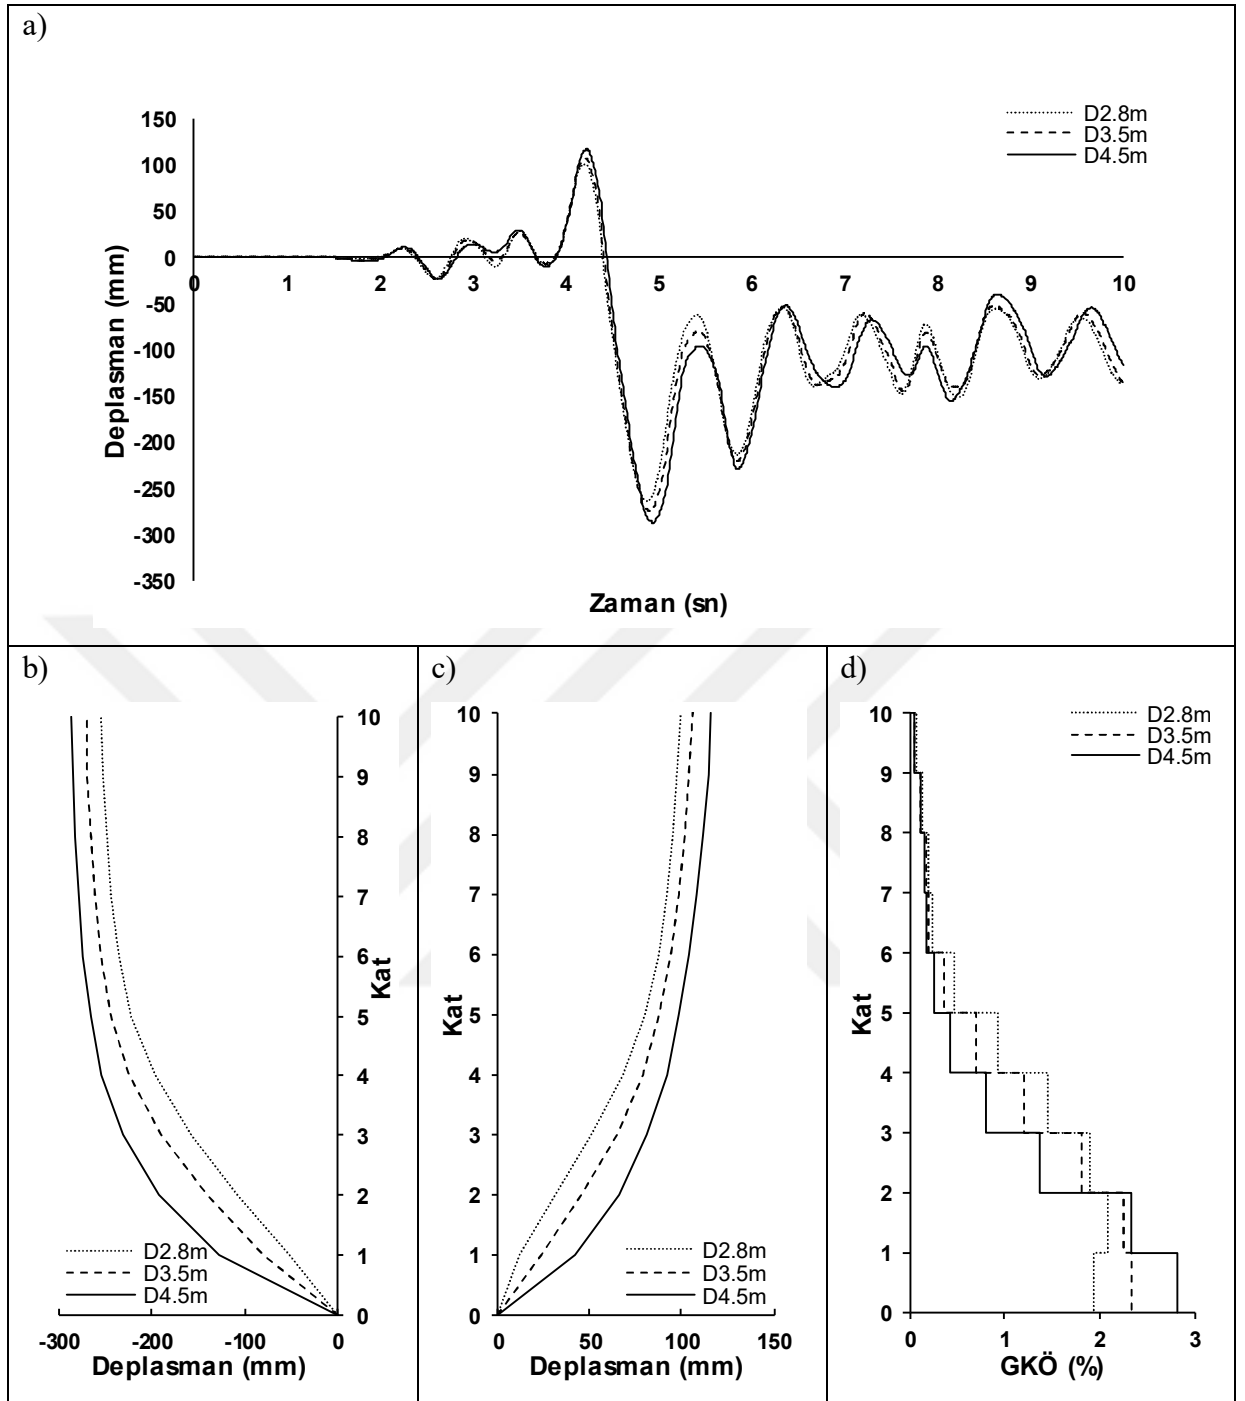 a)
D2.8m
D3.5m
D4.5m
150
100
50
0
-50
-100
-150
-200
-250
-300
-350
0 1 2 3 4 5 6 7 8 9 10
Deplasman (mm)
Zaman (sn)
b)
10
9
8
7
6
5
4
3
2
1
0
Kat
D2.8m
D3.5m
D4.5m
-300 -200 -100 0
Deplasman (mm)
c)
10
9
8
7
6
5
4
3
2
1
0
Kat
D2.8m
D3.5m
D4.5m
0 50 100 150
Deplasman (mm)
d)
D2.8m
D3.5m
D4.5m
10
9
8
7
6
5
4
3
2
1
0
Kat
0 1 2 3
GKÖ (%)